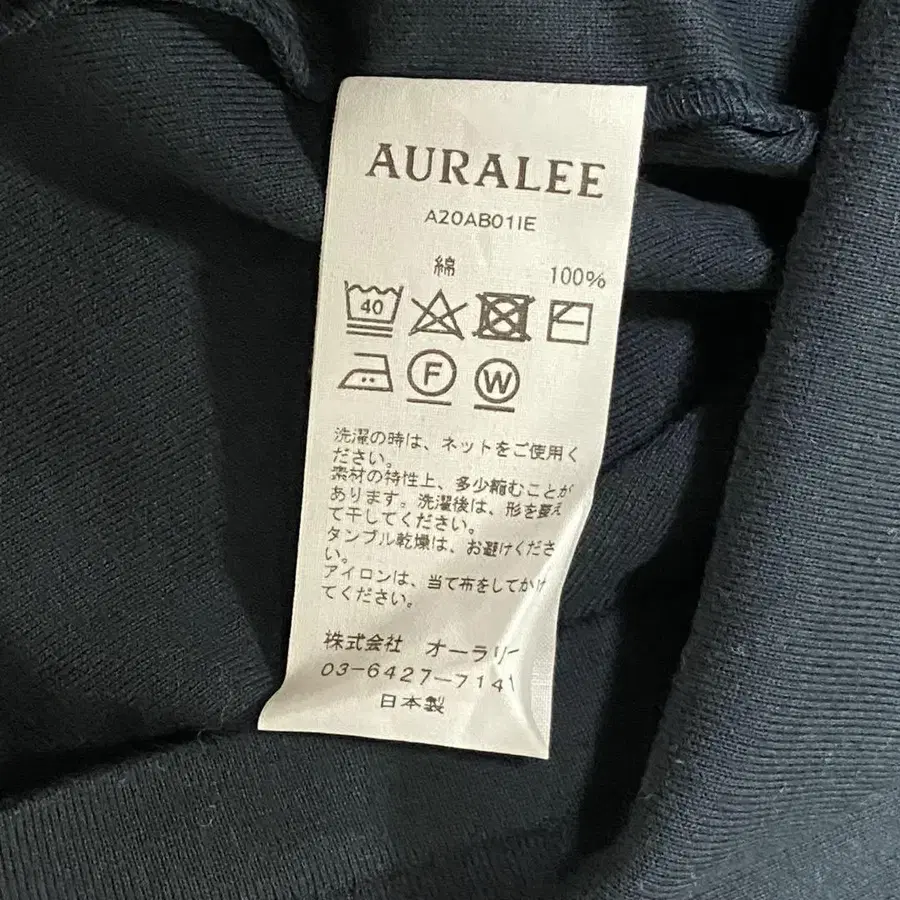 AURALEE
A20AB01IE
綿 100%
40
F W
洗濯の時は、ネットをご使用く
ださい。
素材の特性上、多少縮むことが
あります。洗濯後は、形を整え
て干してください。
タンブル乾燥は、お避けくださ
い。
アイロンは、当て布をしてかけ
てください。
株式会社 オーラリー
03-6427-7141
日本製